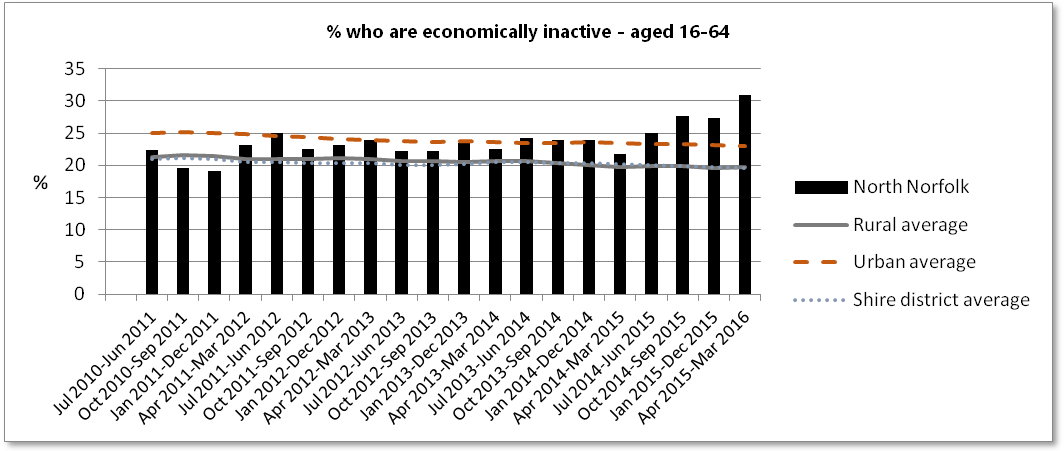 % who are economically inactive - aged 16-64
35
30
25
20
15
10
5
0
%
Jul 2010-Jun 2011
Oct 2010-Sep 2011
Jan 2011-Dec 2011
Apr 2011-Mar 2012
Jul 2011-Jun 2012
Oct 2011-Sep 2012
Jan 2012-Dec 2012
Apr 2012-Mar 2013
Jul 2012-Jun 2013
Oct 2012-Sep 2013
Jan 2013-Dec 2013
Apr 2013-Mar 2014
Jul 2013-Jun 2014
Oct 2013-Sep 2014
Jan 2014-Dec 2014
Apr 2014-Mar 2015
Jul 2014-Jun 2015
Oct 2014-Sep 2015
Jan 2015-Dec 2015
Apr 2015-Mar 2016
North Norfolk
Rural average
Urban average
Shire district average